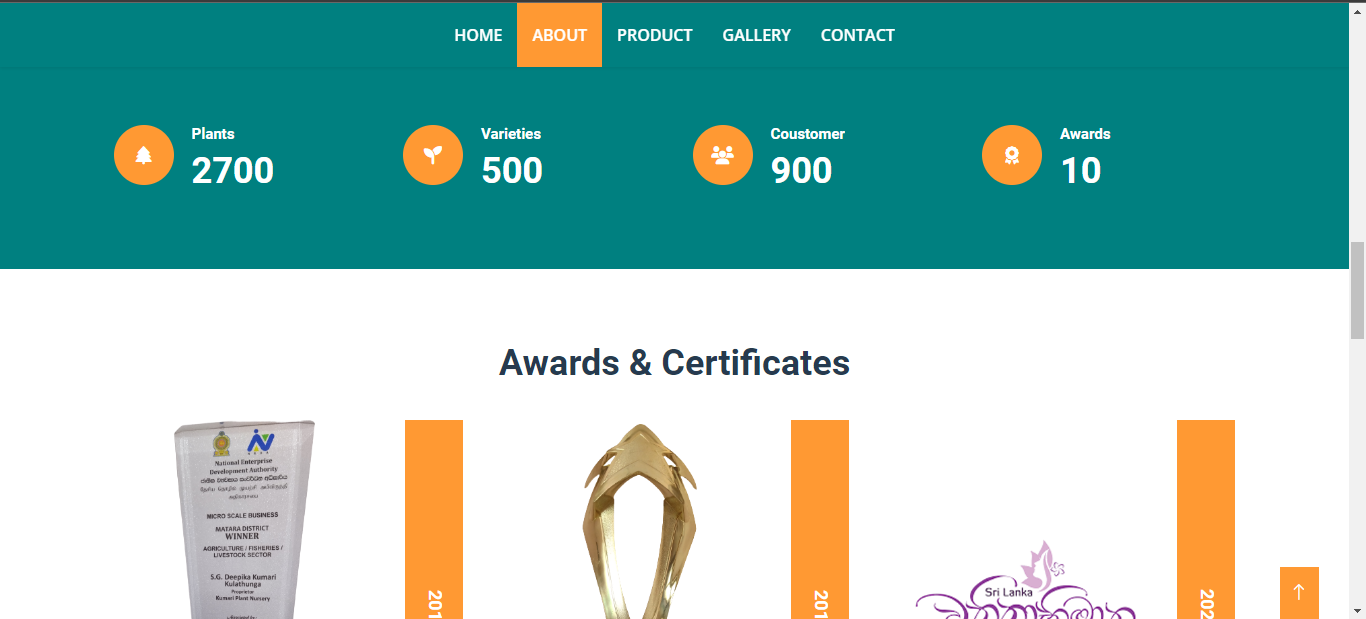 HOME
ABOUT
PRODUCT
GALLERY
CONTACT
Plants
2700
Varieties
500
Coustomer
900
Awards
10
Awards & Certificates
National Enterprise
Development Authority
MICRO SCALE BUSINESS
MATARA DISTRICT
WINNER
AGRICULTURE / FISHERIES /
LIVESTOCK SECTOR
S.G. Deepika Kumari
Kulathunga
Proprietor
Kumari Plant Nursery
201
201
Sri Lanka
202